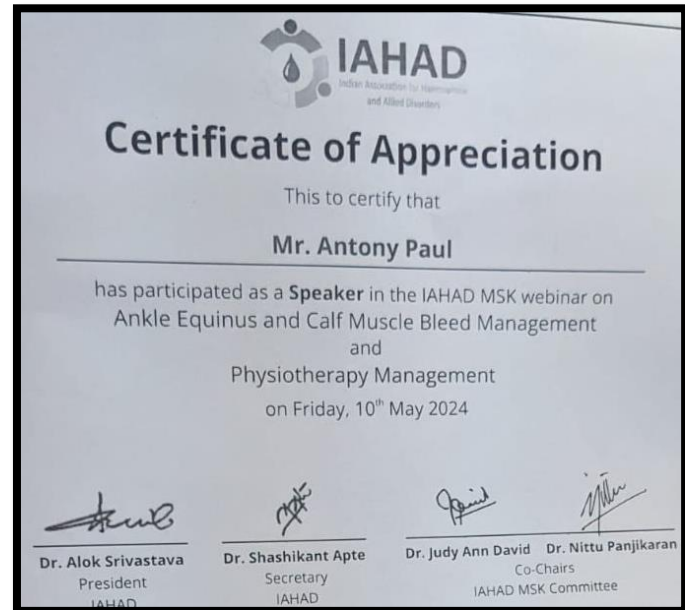 IAHAD
Indian Association for Haemophilia
and Allied Disorders
Certificate of Appreciation
This to certify that
Mr. Antony Paul
has participated as a Speaker in the IAHAD MSK webinar on
Ankle Equinus and Calf Muscle Bleed Management
and
Physiotherapy Management
on Friday, 10th May 2024
Dr. Alok Srivastava
President
IAHAD
Dr. Shashikant Apte
Secretary
IAHAD
Dr. Judy Ann David Dr. Nittu Panjikaran
Co-Chairs
IAHAD MSK Committee